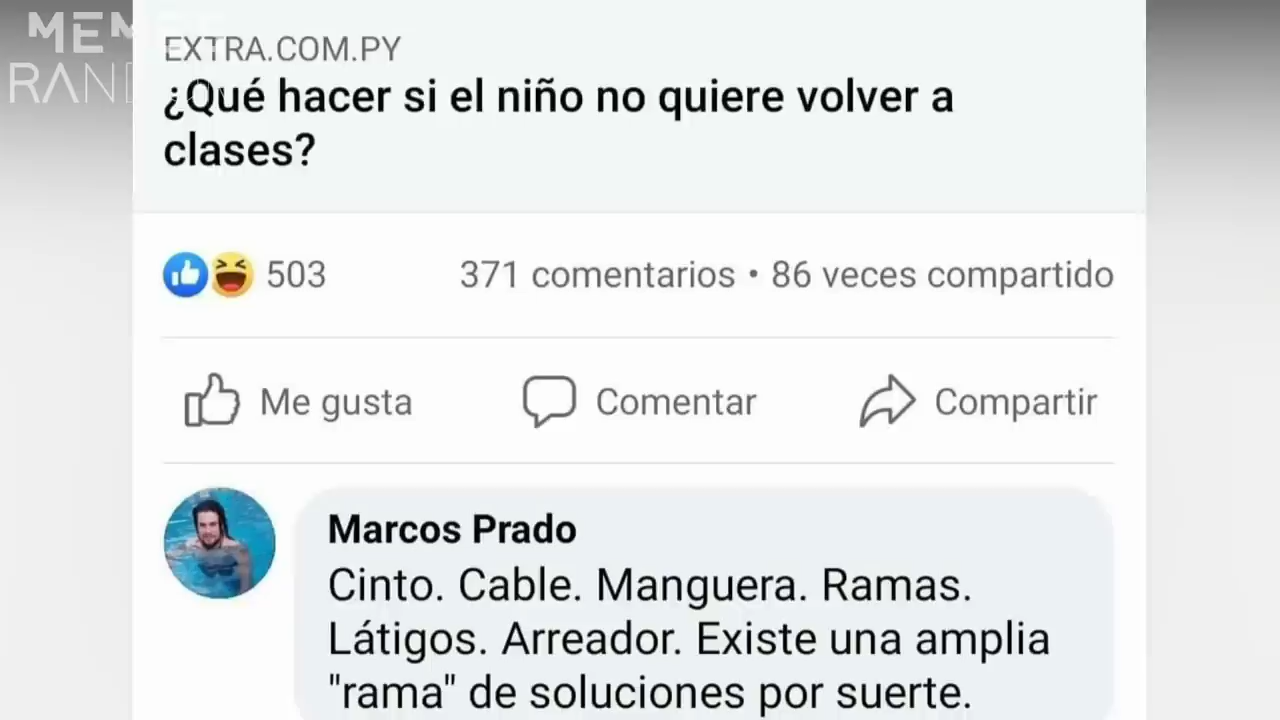 MEME
RAND
EXTRA.COM.PY
¿Qué hacer si el niño no quiere volver a
clases?
503
371 comentarios • 86 veces compartido
Me gusta
Comentar
Compartir
Marcos Prado
Cinto. Cable. Manguera. Ramas.
Látigos. Arreador. Existe una amplia
"rama" de soluciones por suerte.